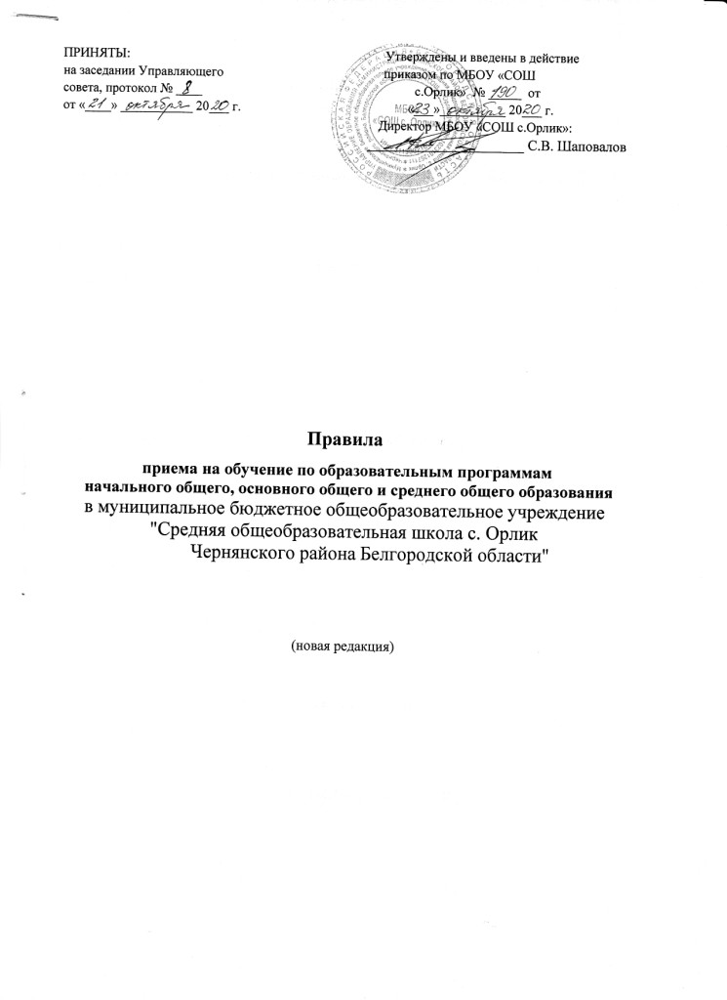 ПРИНЯТЫ:
на заседании Управляющего
совета, протокол № 8
от «21» октября 2020 г.
Утверждены и введены в действие
приказом по МБОУ «СОШ
с.Орлик» № 190 от
«23» октября 2020 г.
Директор МБОУ «СОШ с.Орлик»:
С.В. Шаповалов
Правила
приема на обучение по образовательным программам
начального общего, основного общего и среднего общего образования
в муниципальное бюджетное общеобразовательное учреждение
"Средняя общеобразовательная школа с. Орлик
Чернянского района Белгородской области"
(новая редакция)